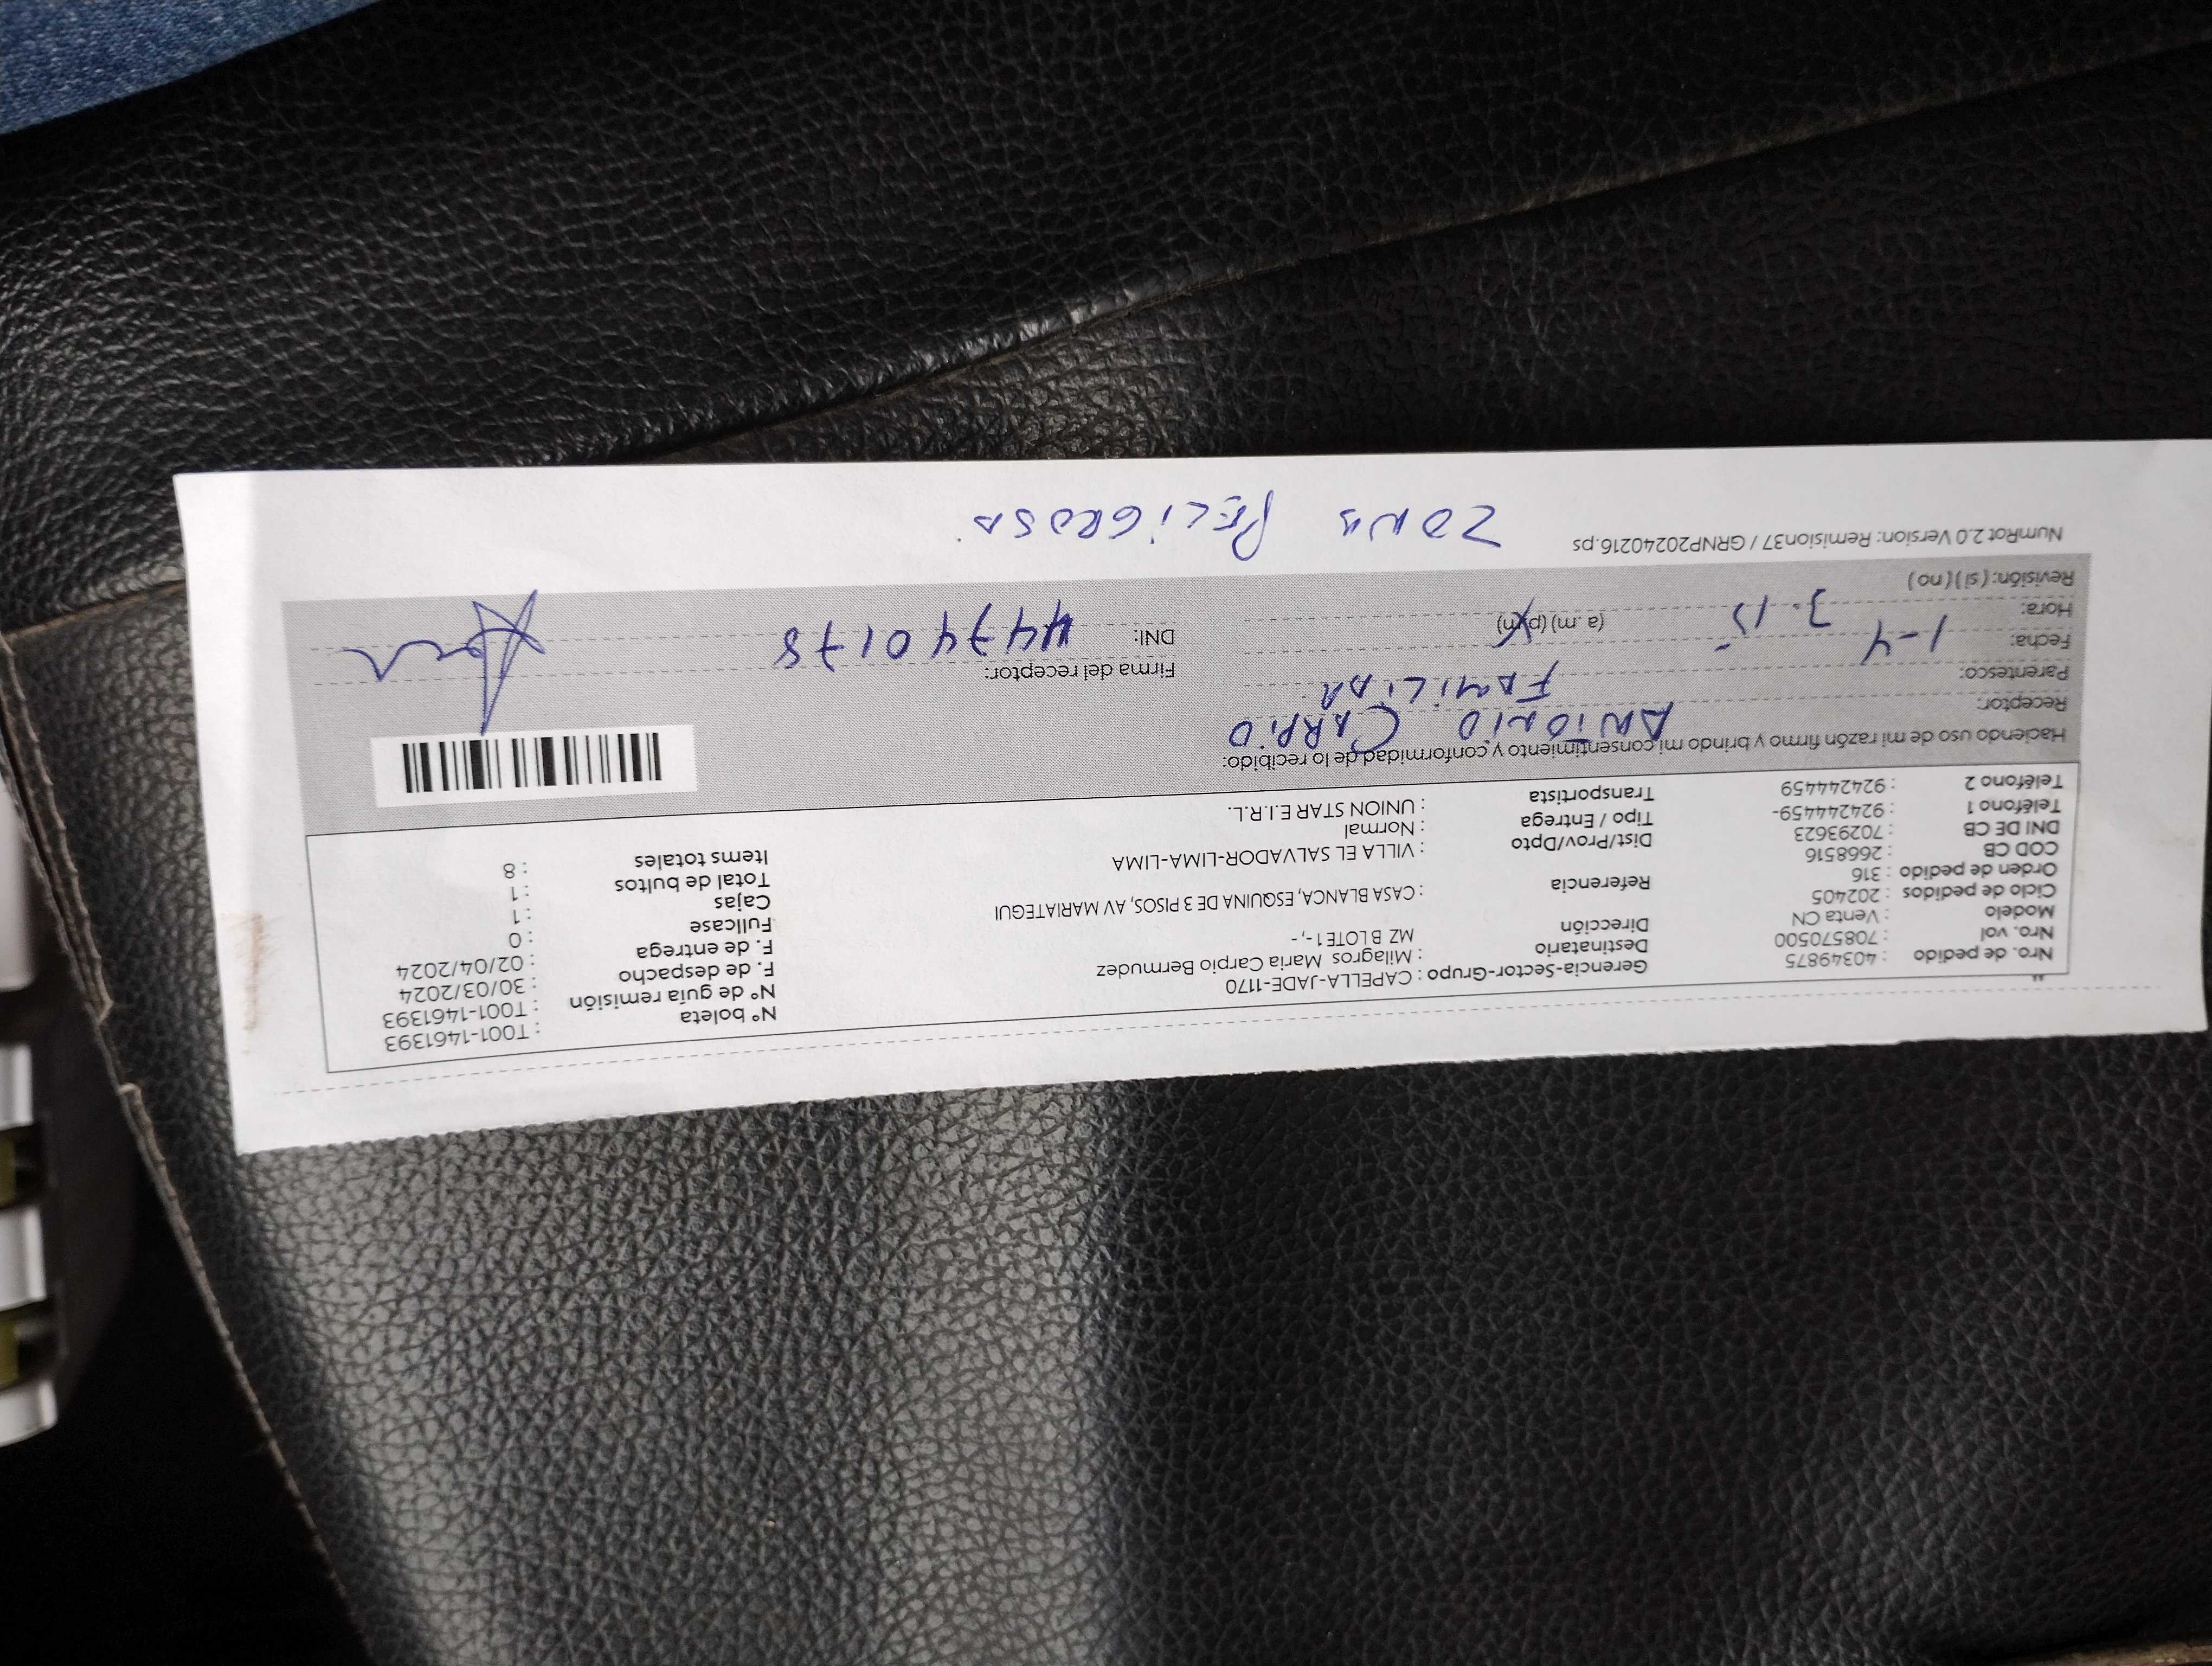 Nro. de pedido : 40349875
Nro. vol : 708570500
Modelo : Venta CN
Ciclo de pedidos : 202405
Orden de pedido : 316
COD CB : 2668516
DNI DE CB : 70293623
Teléfono 1 : 924244459-
Teléfono 2 : 924244459
Gerencia-Sector-Grupo : CAPELLA-JADE-1170
Destinatario : Milagros Maria Carpio Bermudez
Dirección MZ B LOTE 1 -, -
Referencia : CASA BLANCA, ESQUINA DE 3 PISOS, AV MARIATEGUI
Dist/Prov/Dpto : VILLA EL SALVADOR-LIMA-LIMA
Tipo / Entrega : Normal
Transportista : UNION STAR E.I.R.L.
N° boleta : T001-1461393
N° de guía remisión : T001-1461393
F. de despacho : 30/03/2024
F. de entrega : 02/04/2024
Fullcase : 0
Cajas : 1
Total de bultos : 1
Items totales : 8
Haciendo uso de mi razón firmo y brindo mi consentimiento y conformidad de lo recibido:
Receptor: ANTONIO CARPIO
Parentesco: FAMILIAR
Fecha: 1-4
Hora: 3.15 (a.m) (pm)
Revisión: (si) (no)
Firma del receptor:
DNI: 44740178
NumRot 2.0 Version: Remision37 / GRNP20240216.ps
ZONA PELIGROSA